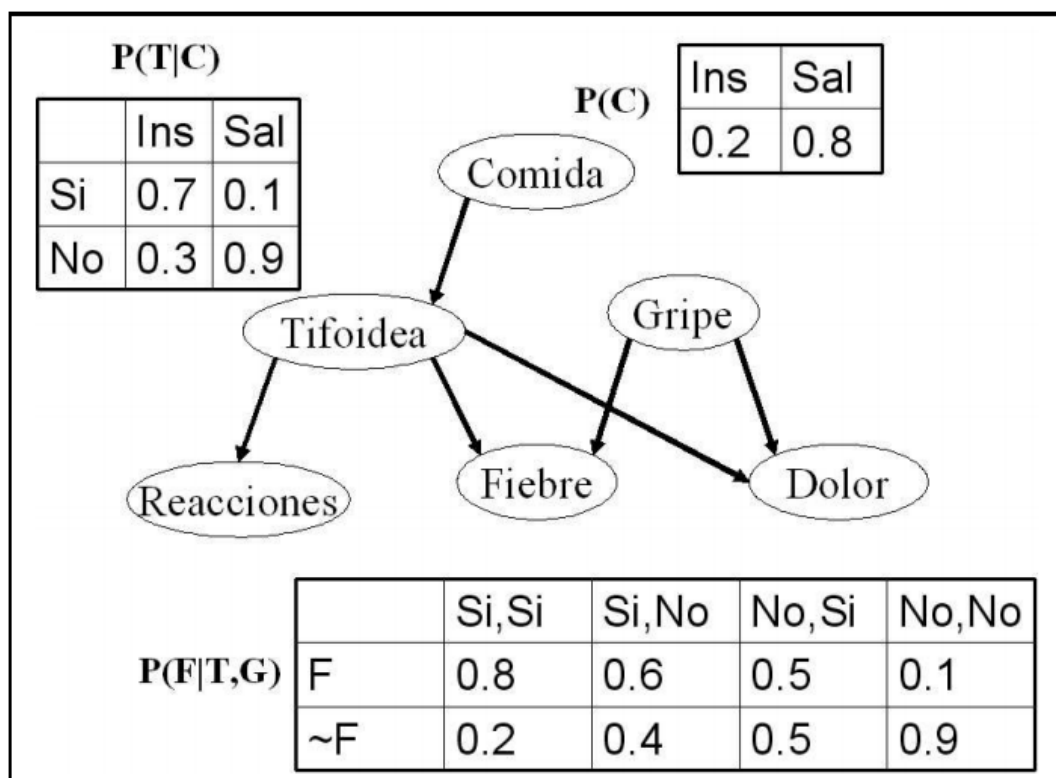 P(T|C)
Ins Sal
Si 0.7 0.1
No 0.3 0.9
P(C)
Ins Sal
0.2 0.8
Comida
Tifoidea
Gripe
Reacciones
Fiebre
Dolor
P(F|T,G)
Si,Si Si,No No,Si No,No
F 0.8 0.6 0.5 0.1
~F 0.2 0.4 0.5 0.9